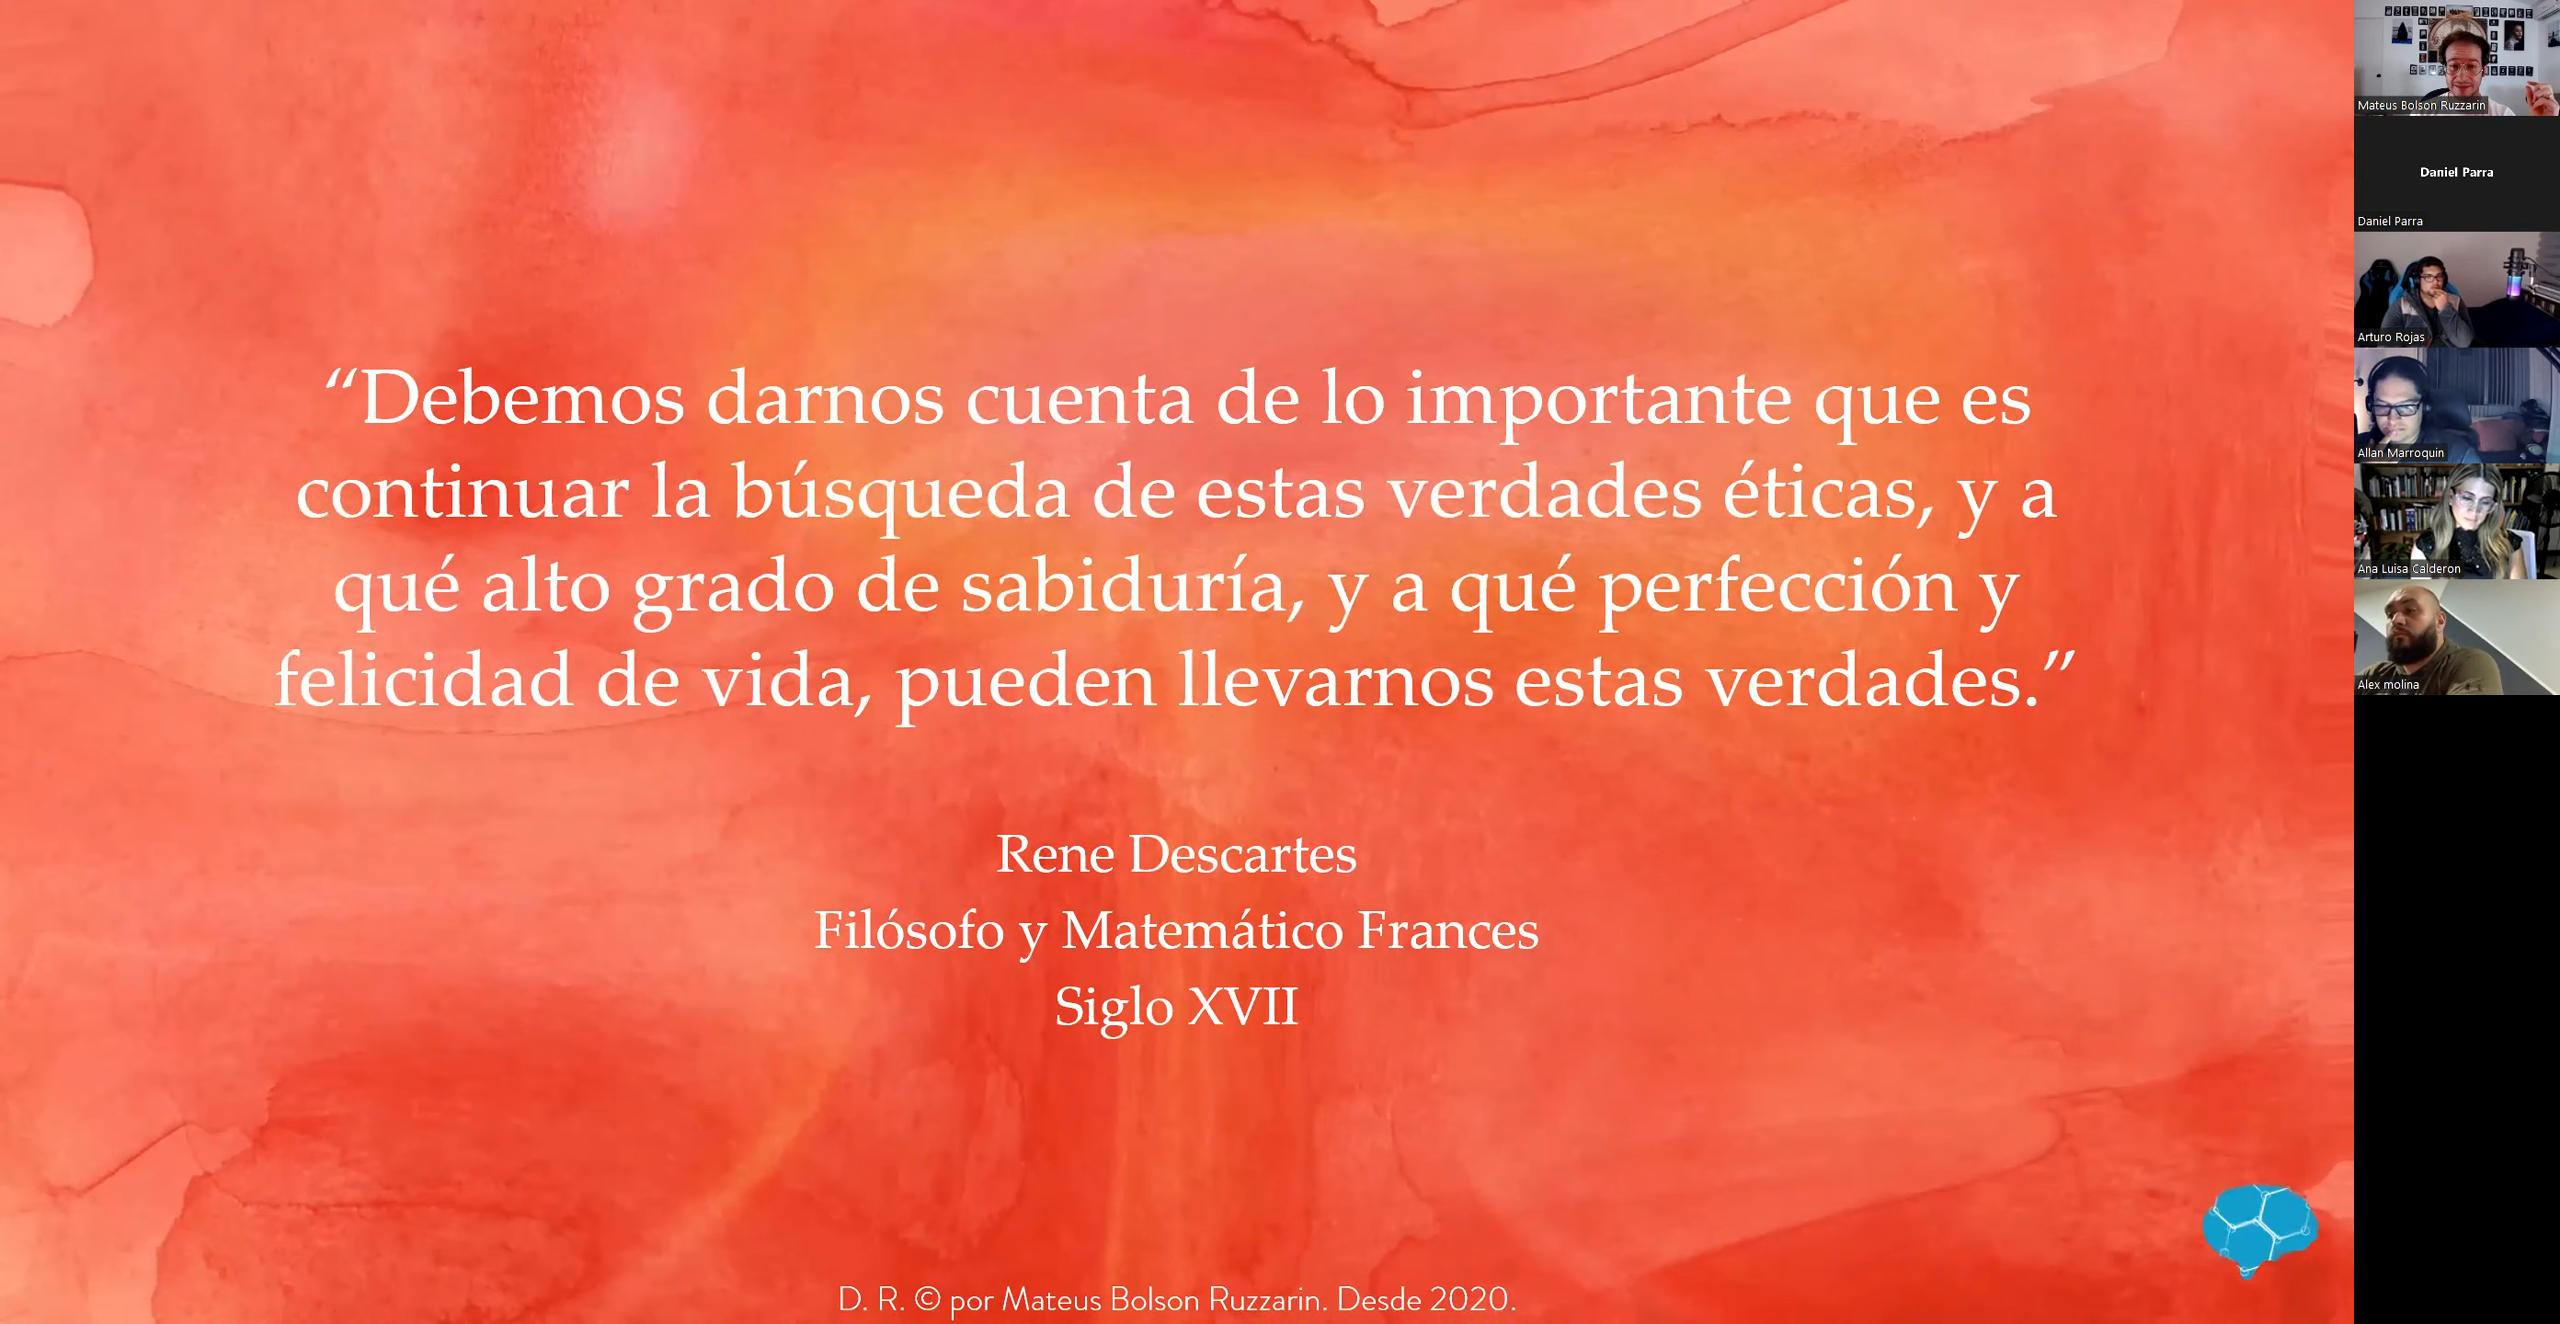 “Debemos darnos cuenta de lo importante que es
continuar la búsqueda de estas verdades éticas, y a
qué alto grado de sabiduría, y a qué perfección y
felicidad de vida, pueden llevarnos estas verdades.”
Rene Descartes
Filósofo y Matemático Frances
Siglo XVII
D. R. © por Mateus Bolson Ruzzarin. Desde 2020.
Mateus Bolson Ruzzarin
Daniel Parra
Daniel Parra
Arturo Rojas
Allan Marroquin
Ana Luisa Calderon
Alex molina